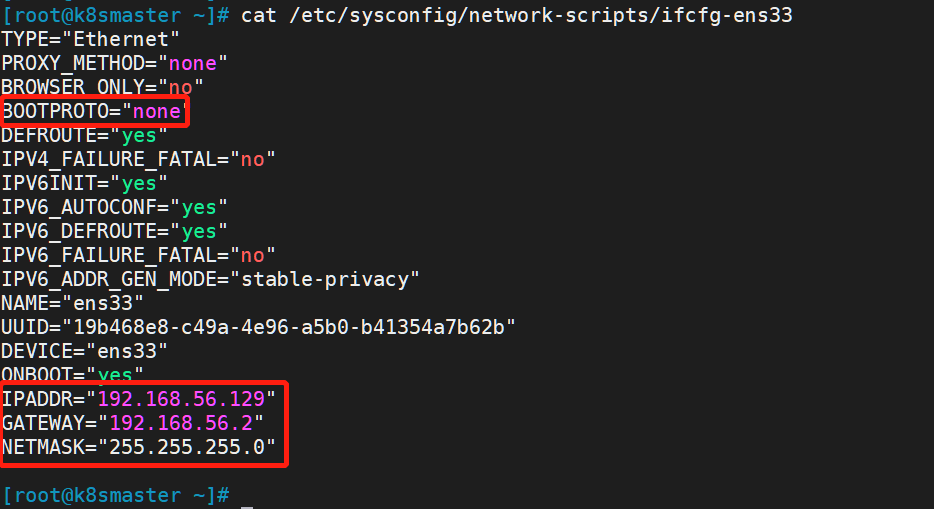 [root@k8smaster ~]# cat /etc/sysconfig/network-scripts/ifcfg-ens33
TYPE="Ethernet"
PROXY_METHOD="none"
BROWSER_ONLY="no"
BOOTPROTO="none"
DEFROUTE="yes"
IPV4_FAILURE_FATAL="no"
IPV6INIT="yes"
IPV6_AUTOCONF="yes"
IPV6_DEFROUTE="yes"
IPV6_FAILURE_FATAL="no"
IPV6_ADDR_GEN_MODE="stable-privacy"
NAME="ens33"
UUID="19b468e8-c49a-4e96-a5b0-b41354a7b62b"
DEVICE="ens33"
ONBOOT="yes"
IPADDR="192.168.56.129"
GATEWAY="192.168.56.2"
NETMASK="255.255.255.0"
[root@k8smaster ~]#